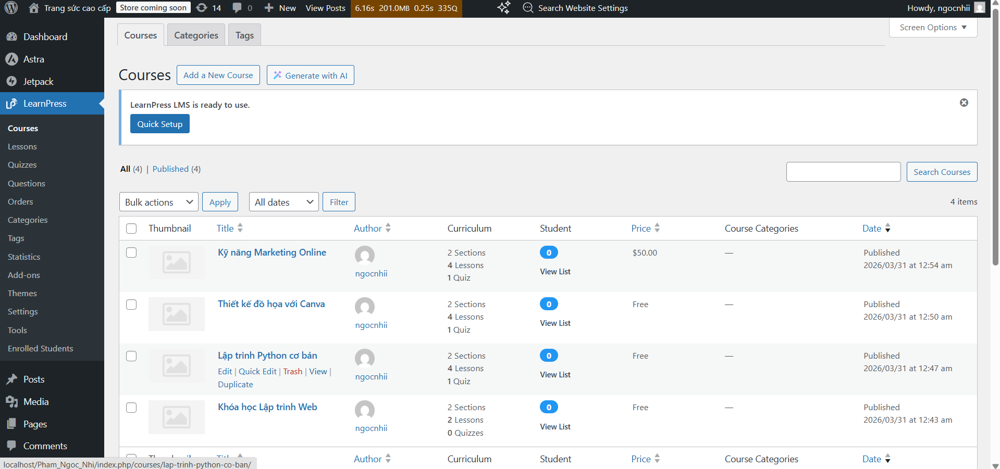 Trang sức cao cấp Store coming soon 14 0 New View Posts 6.16s 201.0MB 0.25s 335Q Search Website Settings Howdy, ngocnhii
Dashboard
Astra
Jetpack
LearnPress
Courses
Lessons
Quizzes
Questions
Orders
Categories
Tags
Statistics
Add-ons
Themes
Settings
Tools
Enrolled Students
Posts
Media
Pages
Comments
Courses Categories Tags
Screen Options
Courses Add a New Course Generate with AI
LearnPress LMS is ready to use.
Quick Setup
All (4) | Published (4)
Search Courses
Bulk actions Apply All dates Filter 4 items
Thumbnail Title Author Curriculum Student Price Course Categories Date
Kỹ năng Marketing Online ngocnhii 2 Sections 4 Lessons 1 Quiz 0 View List $50.00 — Published 2026/03/31 at 12:54 am
Thiết kế đồ họa với Canva ngocnhii 2 Sections 4 Lessons 1 Quiz 0 View List Free — Published 2026/03/31 at 12:50 am
Lập trình Python cơ bản Edit | Quick Edit | Trash | View | Duplicate ngocnhii 2 Sections 4 Lessons 1 Quiz 0 View List Free — Published 2026/03/31 at 12:47 am
Khóa học Lập trình Web ngocnhii 2 Sections 2 Lessons 0 Quizzes 0 View List Free — Published 2026/03/31 at 12:43 am
Author Curriculum Student Price Course Categories Date
localhost/Pham_Ngoc_Nhi/index.php/courses/lap-trinh-python-co-ban/